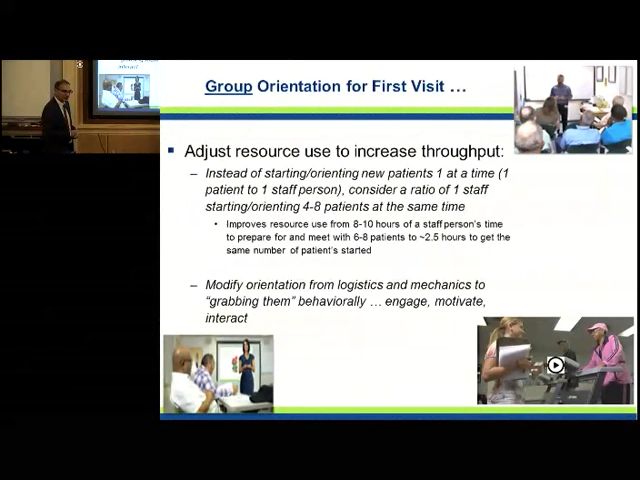 Group Orientation for First Visit …
▪ Adjust resource use to increase throughput:
– Instead of starting/orienting new patients 1 at a time (1
patient to 1 staff person), consider a ratio of 1 staff
starting/orienting 4-8 patients at the same time
• Improves resource use from 8-10 hours of a staff person's time
to prepare for and meet with 6-8 patients to ~2.5 hours to get the
same number of patient's started
– Modify orientation from logistics and mechanics to
“grabbing them” behaviorally … engage, motivate,
interact